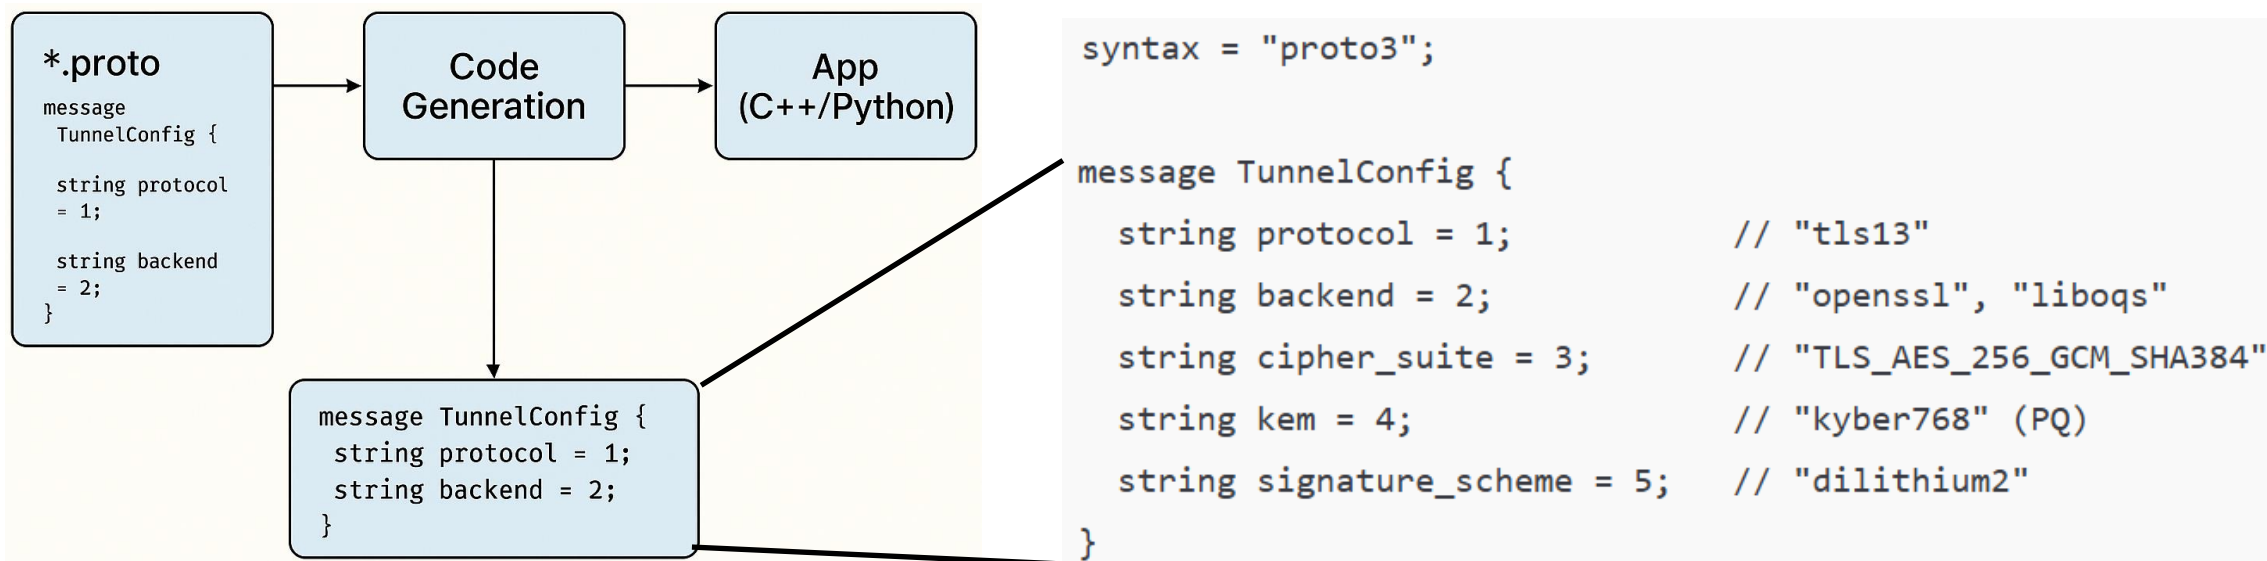 *.proto
message
TunnelConfig {
string protocol
= 1;
string backend
= 2;
}
Code
Generation
App
(C++/Python)
message TunnelConfig {
string protocol = 1;
string backend = 2;
}
syntax = "proto3";
message TunnelConfig {
string protocol = 1; // "tls13"
string backend = 2; // "openssl", "liboqs"
string cipher_suite = 3; // "TLS_AES_256_GCM_SHA384"
string kem = 4; // "kyber768" (PQ)
string signature_scheme = 5; // "dilithium2"
}